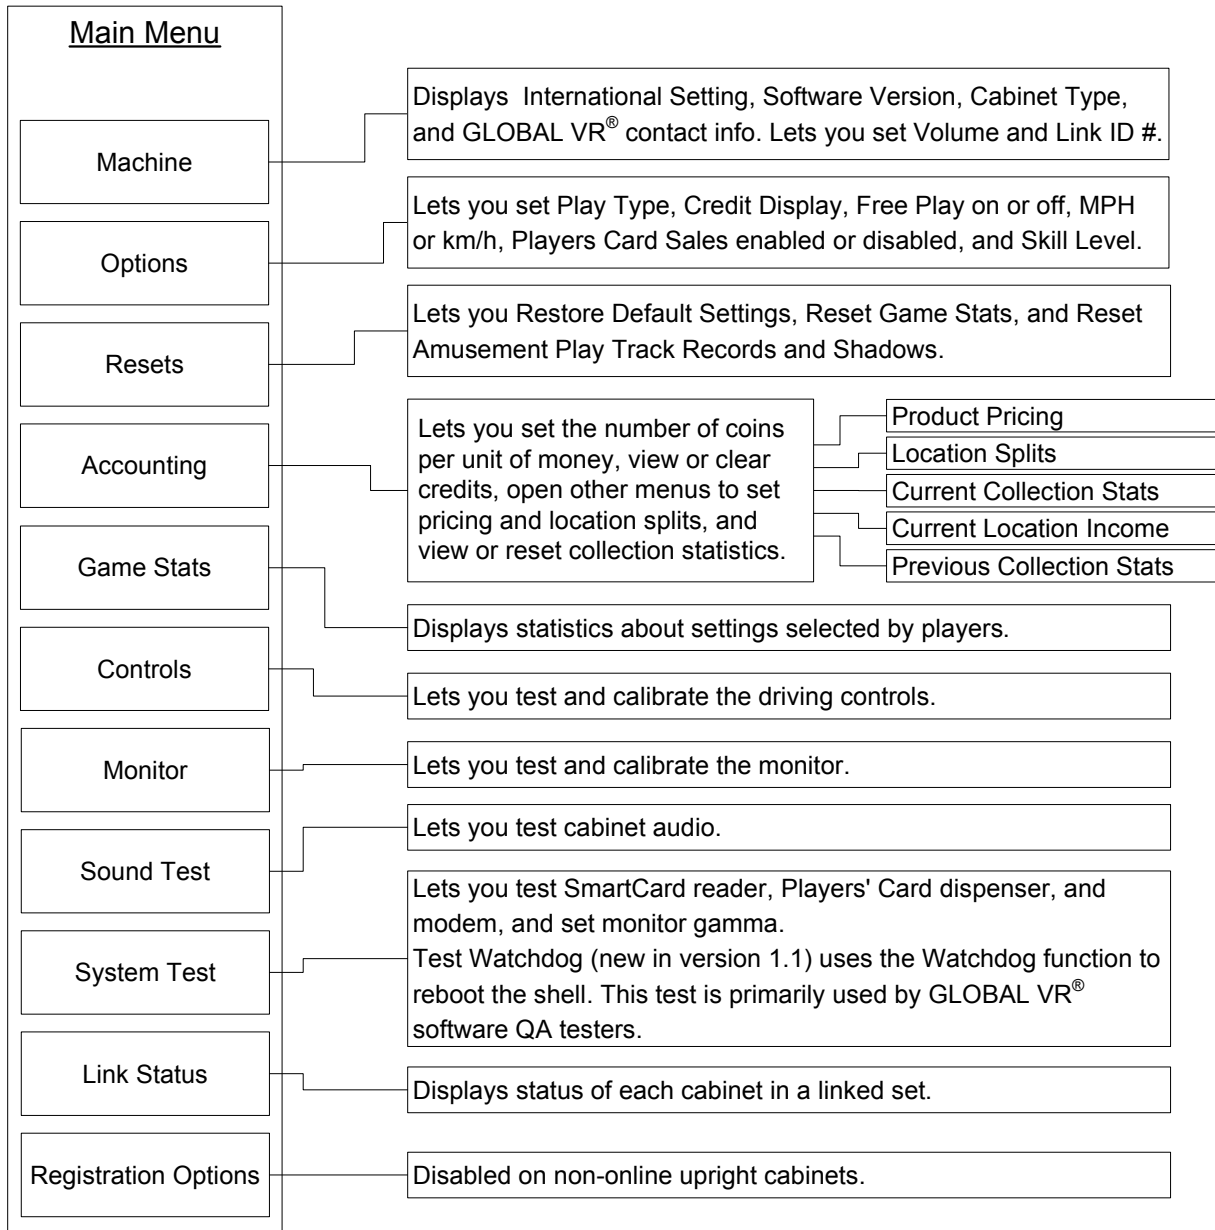 Main Menu
Machine
Displays International Setting, Software Version, Cabinet Type,
and GLOBAL VR® contact info. Lets you set Volume and Link ID #.
Options
Lets you set Play Type, Credit Display, Free Play on or off, MPH
or km/h, Players Card Sales enabled or disabled, and Skill Level.
Resets
Lets you Restore Default Settings, Reset Game Stats, and Reset
Amusement Play Track Records and Shadows.
Accounting
Lets you set the number of coins
per unit of money, view or clear
credits, open other menus to set
pricing and location splits, and
view or reset collection statistics.
Product Pricing
Location Splits
Current Collection Stats
Current Location Income
Previous Collection Stats
Game Stats
Displays statistics about settings selected by players.
Controls
Lets you test and calibrate the driving controls.
Monitor
Lets you test and calibrate the monitor.
Sound Test
Lets you test cabinet audio.
System Test
Lets you test SmartCard reader, Players' Card dispenser, and
modem, and set monitor gamma.
Test Watchdog (new in version 1.1) uses the Watchdog function to
reboot the shell. This test is primarily used by GLOBAL VR®
software QA testers.
Link Status
Displays status of each cabinet in a linked set.
Registration Options
Disabled on non-online upright cabinets.